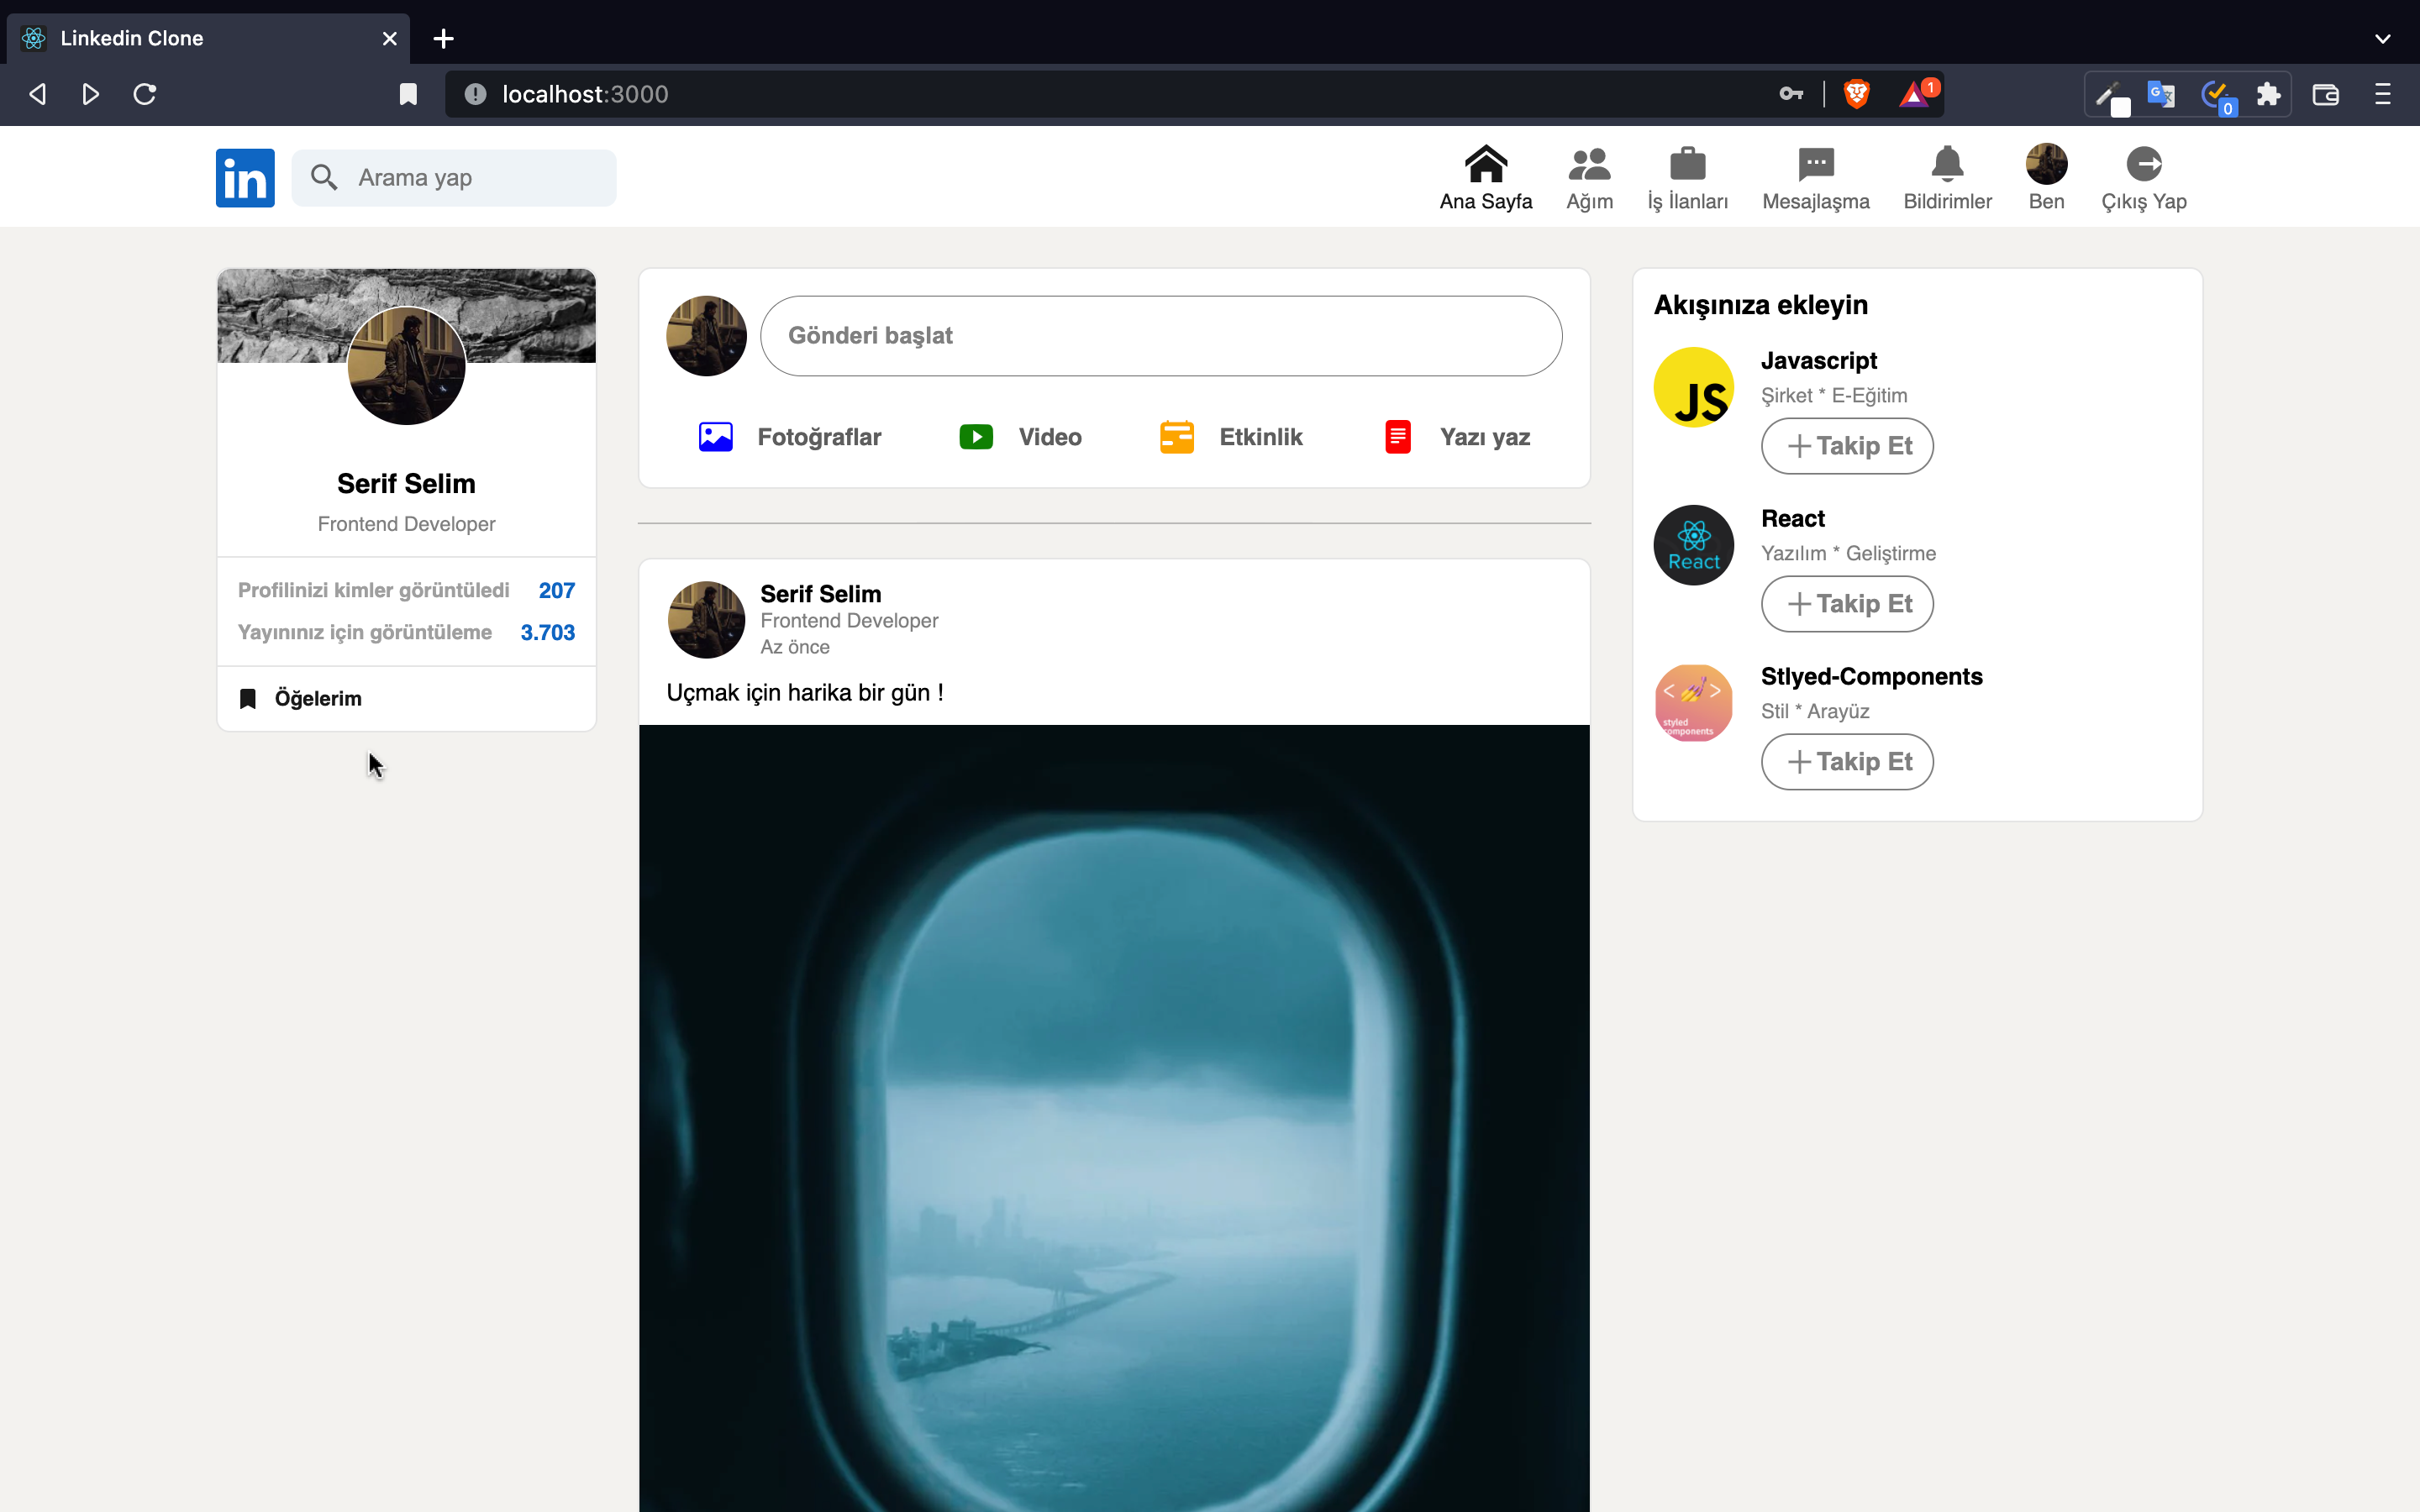 Linkedin Clone
localhost:3000
1
0
in
Arama yap
Ana Sayfa
Ağım
İş İlanları
Mesajlaşma
Bildirimler
Ben
Çıkış Yap
Serif Selim
Frontend Developer
Profilinizi kimler görüntüledi 207
Yayınınız için görüntüleme 3.703
Öğelerim
Gönderi başlat
Fotoğraflar
Video
Etkinlik
Yazı yaz
Serif Selim
Frontend Developer
Az önce
Uçmak için harika bir gün !
Akışınıza ekleyin
JS
Javascript
Şirket * E-Eğitim
Takip Et
React
React
Yazılım * Geliştirme
Takip Et
styled
components
Stlyed-Components
Stil * Arayüz
Takip Et